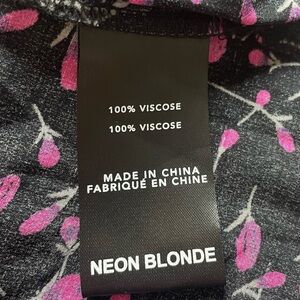 100% VISCOSE
100% VISCOSE
MADE IN CHINA
FABRIQUÉ EN CHINE
NEON BLONDE